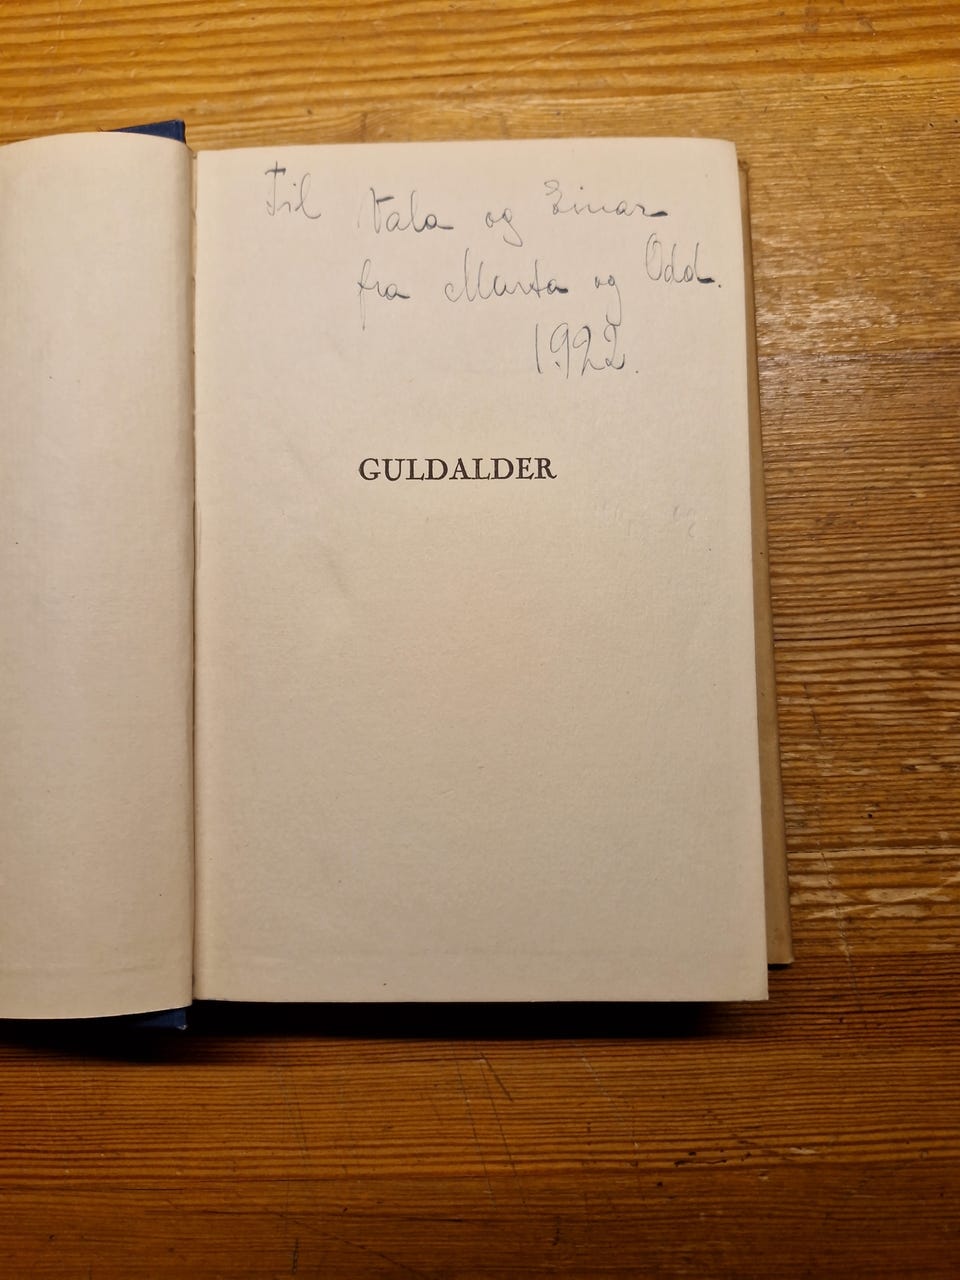 Til Vala og Einar
fra Marta og Odd.
1922.
GULDALDER